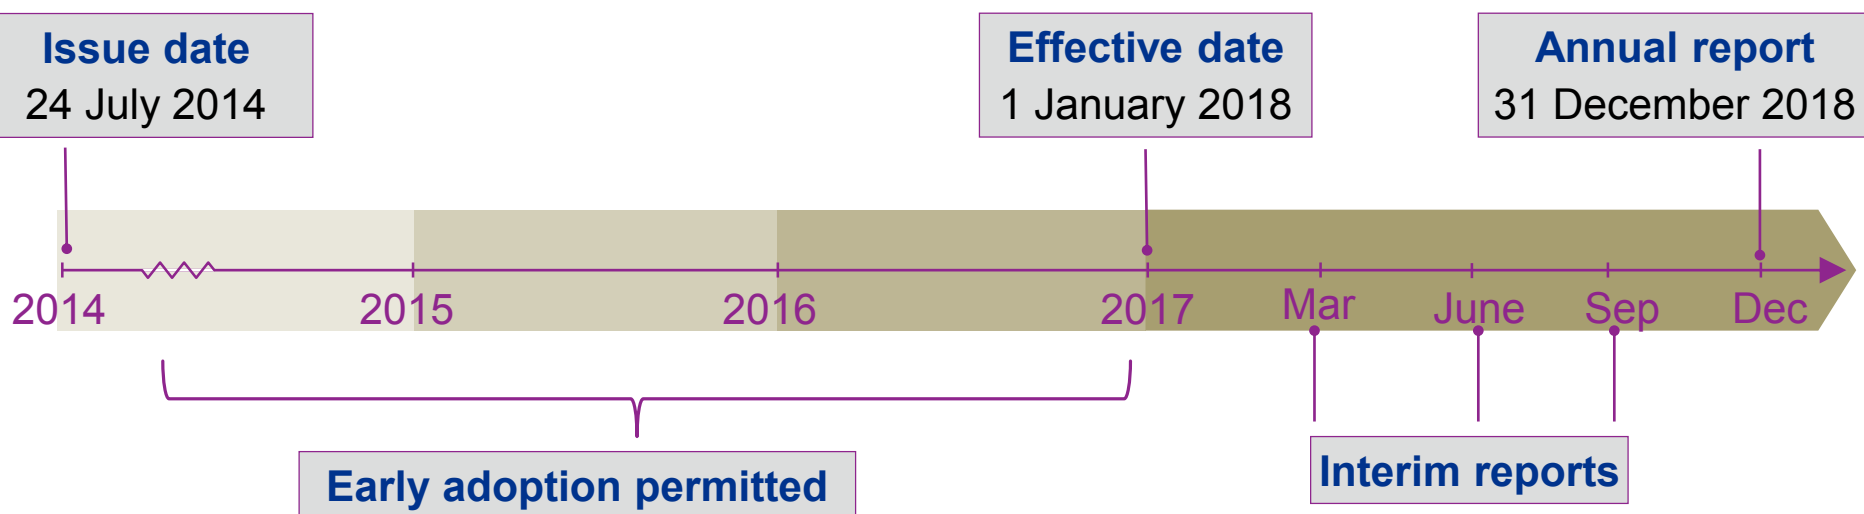 Issue date
24 July 2014
Effective date
1 January 2018
Annual report
31 December 2018
2014
2015
2016
2017
Mar
June
Sep
Dec
Early adoption permitted
Interim reports